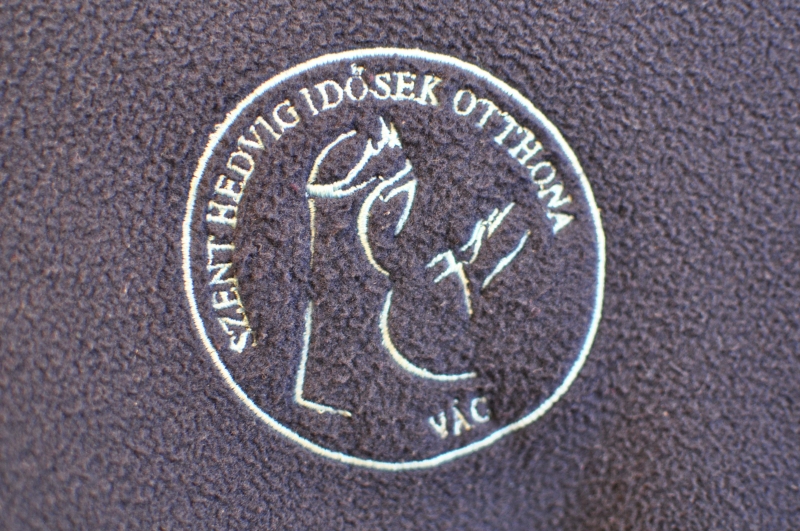 SZENT HEDVIG IDŐSEK OTTHONA
VÁC